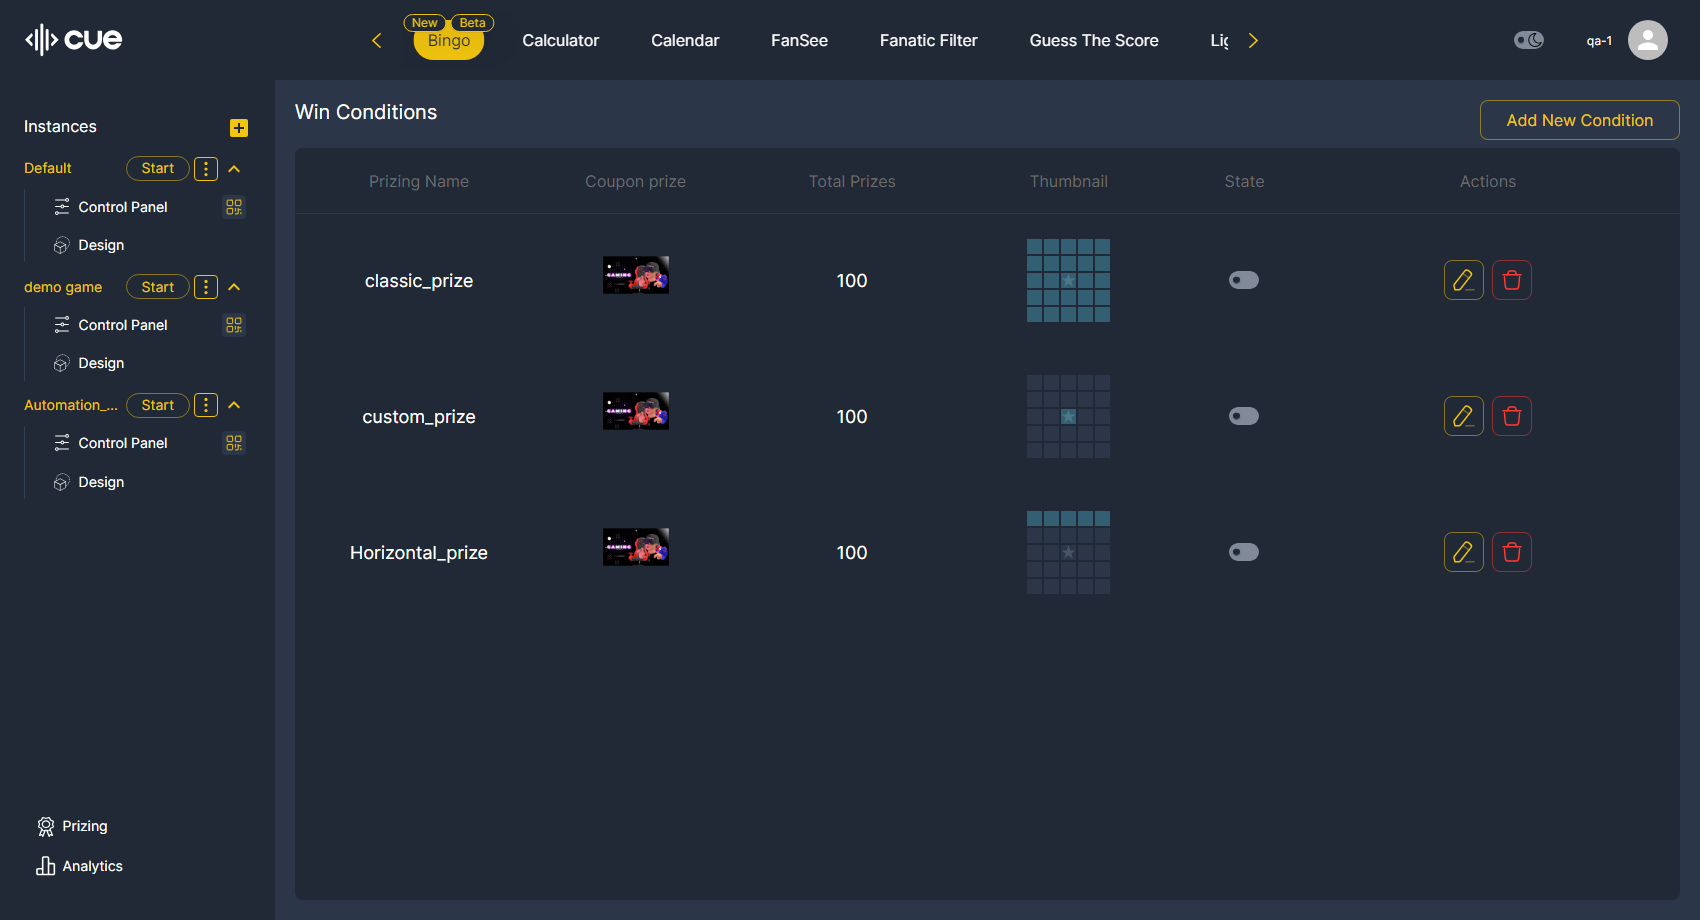 cue
New Beta
Bingo
Calculator
Calendar
FanSee
Fanatic Filter
Guess The Score
Lig
qa-1
Instances
Default
Start
Control Panel
Design
demo game
Start
Control Panel
Design
Automation_...
Start
Control Panel
Design
Prizing
Analytics
Win Conditions
Add New Condition
Prizing Name Coupon prize Total Prizes Thumbnail State Actions
classic_prize GAMING 100
custom_prize GAMING 100
Horizontal_prize GAMING 100